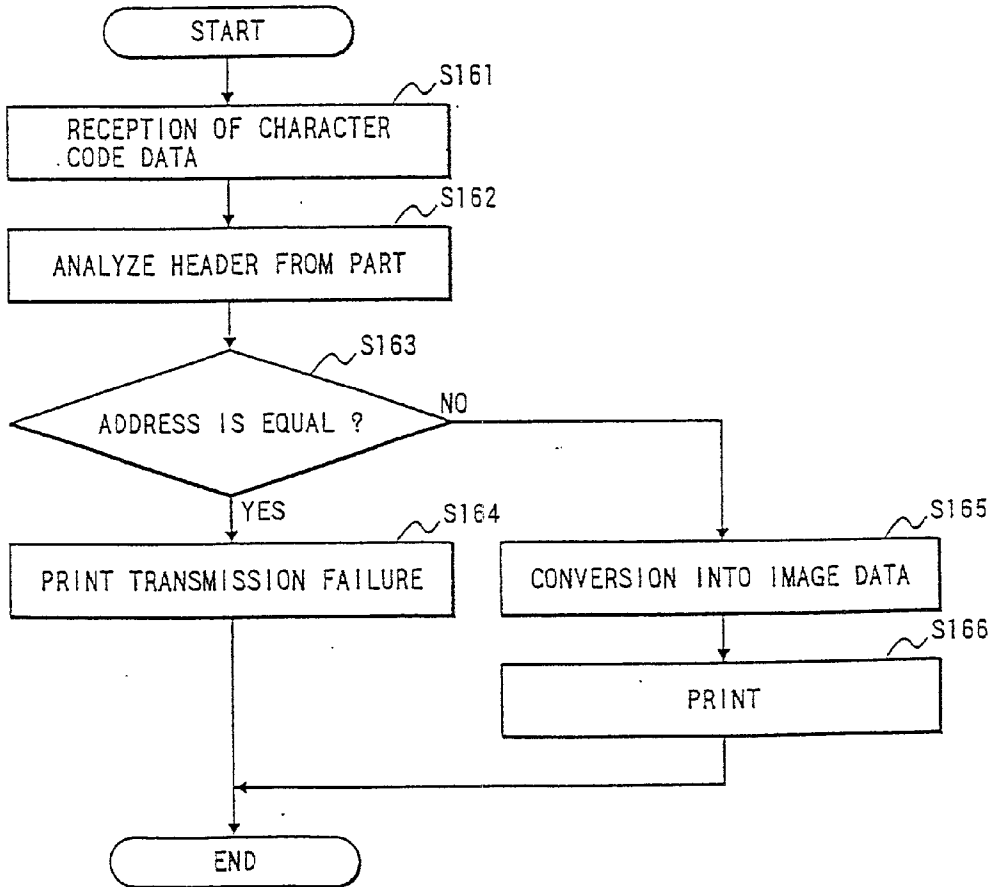 START
S161
RECEPTION OF CHARACTER
CODE DATA
S162
ANALYZE HEADER FROM PART
S163
ADDRESS IS EQUAL ?
NO
YES
S164
PRINT TRANSMISSION FAILURE
S165
CONVERSION INTO IMAGE DATA
S166
PRINT
END